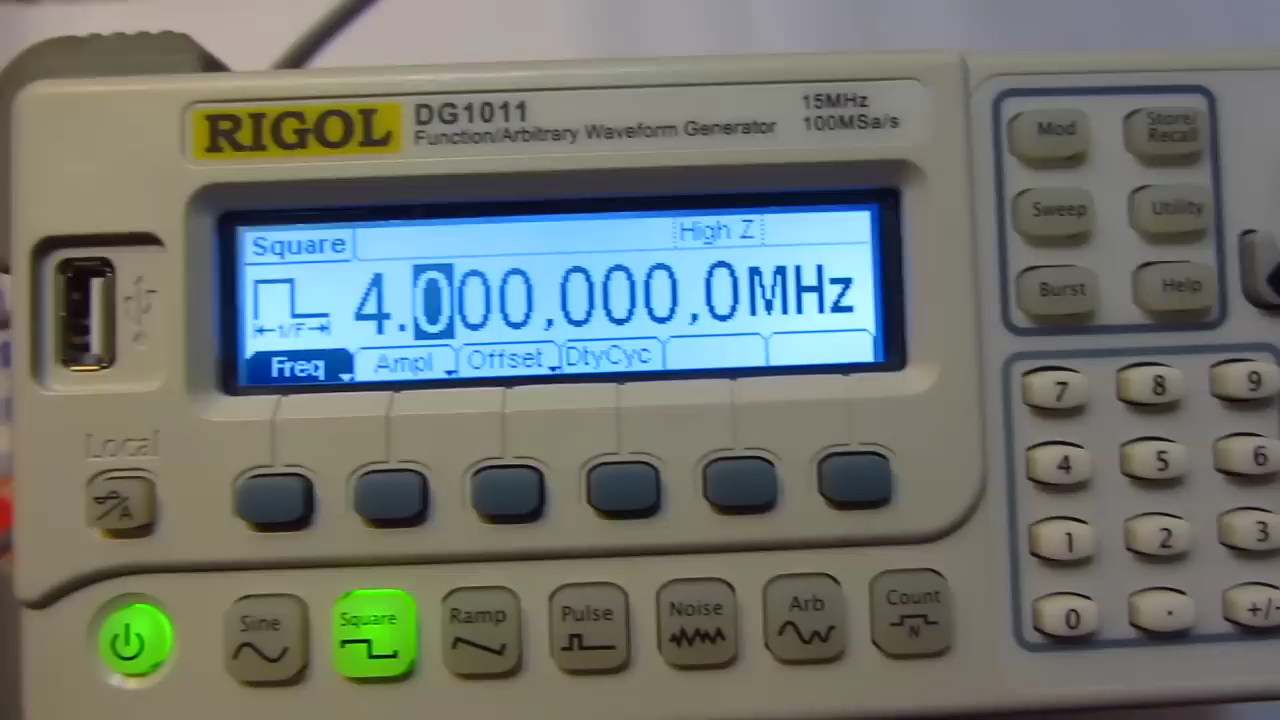 RIGOL DG1011 15MHz
Function/Arbitrary Waveform Generator 100MSa/s
Square High Z
4.000,000,0MHz
1/F
Freq Ampl Offset DtyCyc
Local
A
Sine Square Ramp Pulse Noise Arb Count
N
Mod Store/
Recall
Sweep Utility
Burst Help
7 8 9
4 5 6
1 2 3
0 . +/-